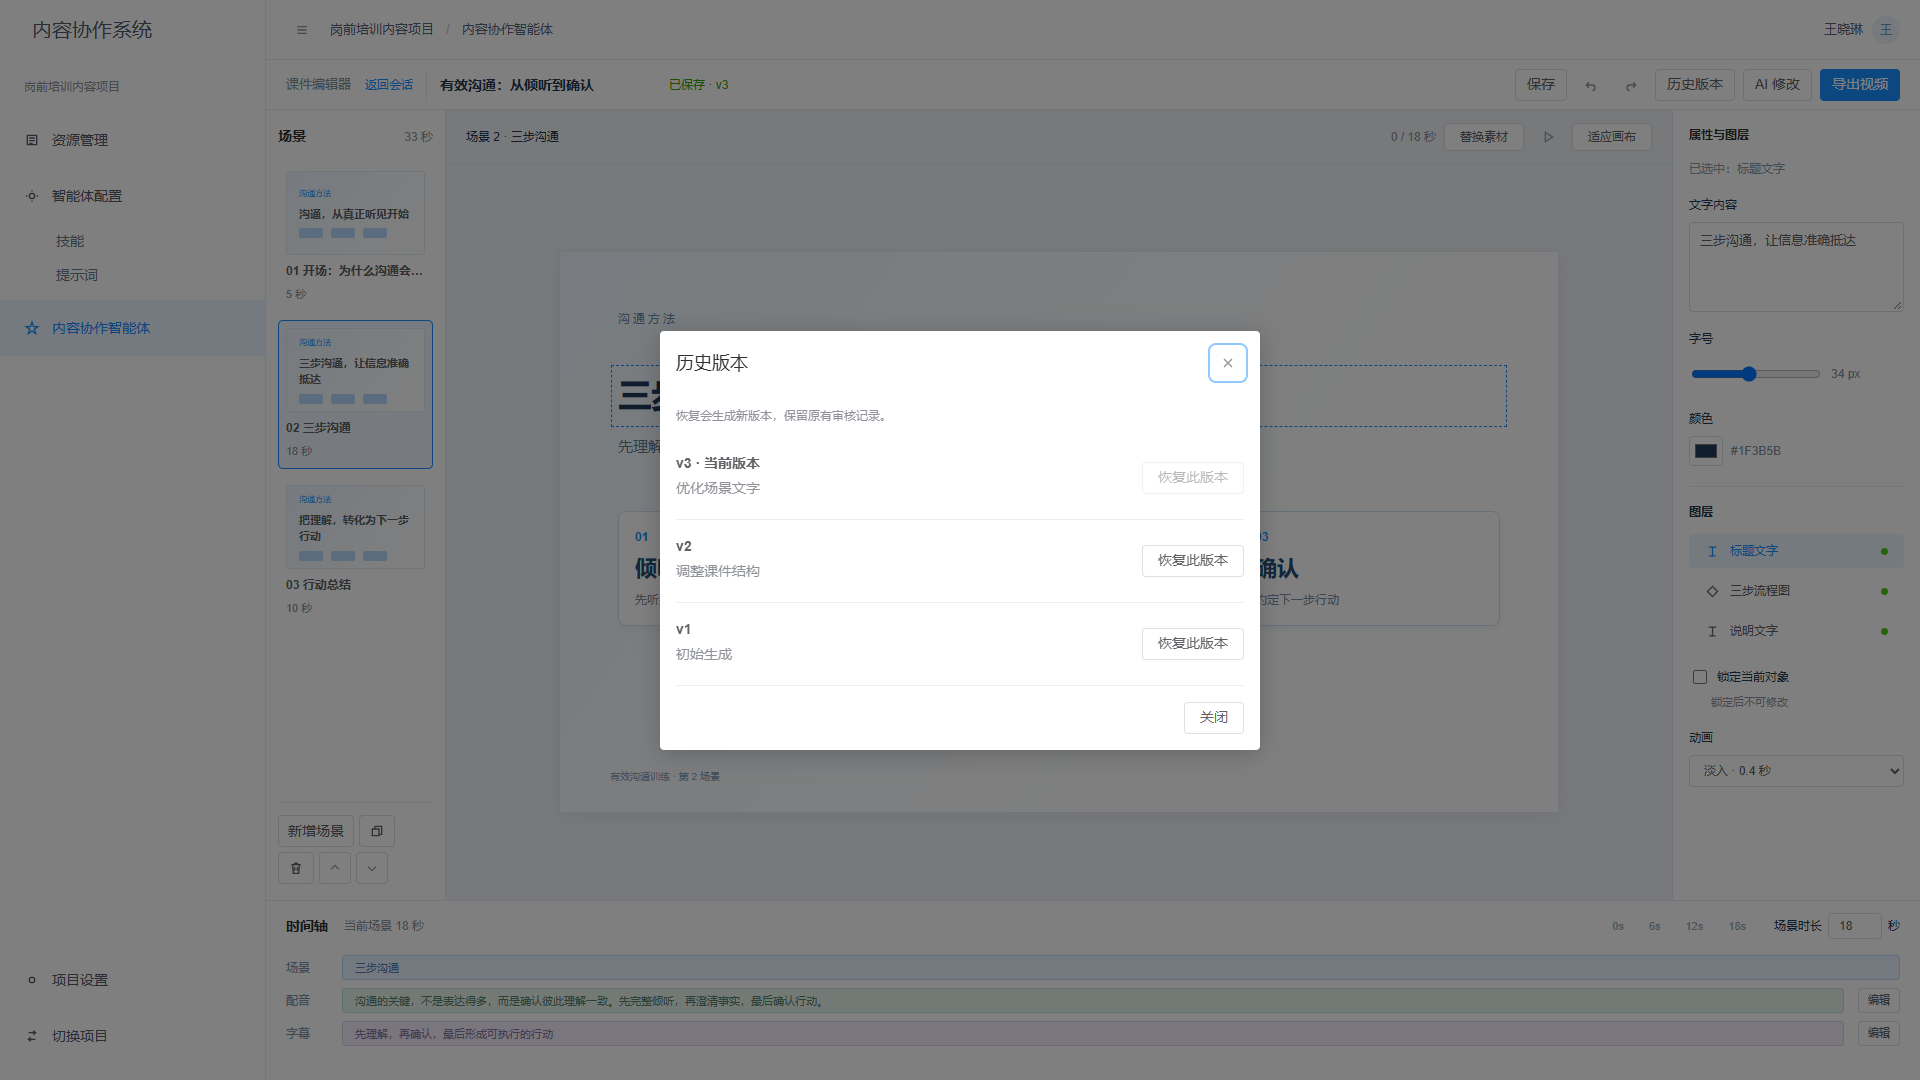 内容协作系统
岗前培训内容项目
资源管理
智能体配置
技能
提示词
内容协作智能体
项目设置
切换项目
岗前培训内容项目 / 内容协作智能体
王晓琳 王
课件编辑器 返回会话 有效沟通：从倾听到确认 已保存 · v3
保存 历史版本 AI 修改 导出视频
场景 33 秒
沟通方法
沟通，从真正听见开始
01 开场：为什么沟通会...
5 秒
沟通方法
三步沟通，让信息准确
抵达
02 三步沟通
18 秒
沟通方法
把理解，转化为下一步
行动
03 行动总结
10 秒
新增场景
场景 2 · 三步沟通 0 / 18 秒 替换素材 适应画布
沟通方法
三步
先理解
01
倾
先听
03
确认
约定下一步行动
有效沟通训练 · 第 2 场景
历史版本
恢复会生成新版本，保留原有审核记录。
v3 · 当前版本
优化场景文字
恢复此版本
v2
调整课件结构
恢复此版本
v1
初始生成
恢复此版本
关闭
属性与图层
已选中：标题文字
文字内容
三步沟通，让信息准确抵达
字号
34 px
颜色
#1F3B5B
图层
标题文字
三步流程图
说明文字
锁定当前对象
锁定后不可修改
动画
淡入 · 0.4 秒
时间轴 当前场景 18 秒 0s 6s 12s 18s 场景时长 18 秒
场景 三步沟通
配音 沟通的关键，不是表达得多，而是确认彼此理解一致。先完整倾听，再澄清事实，最后确认行动。 编辑
字幕 先理解，再确认，最后形成可执行的行动 编辑